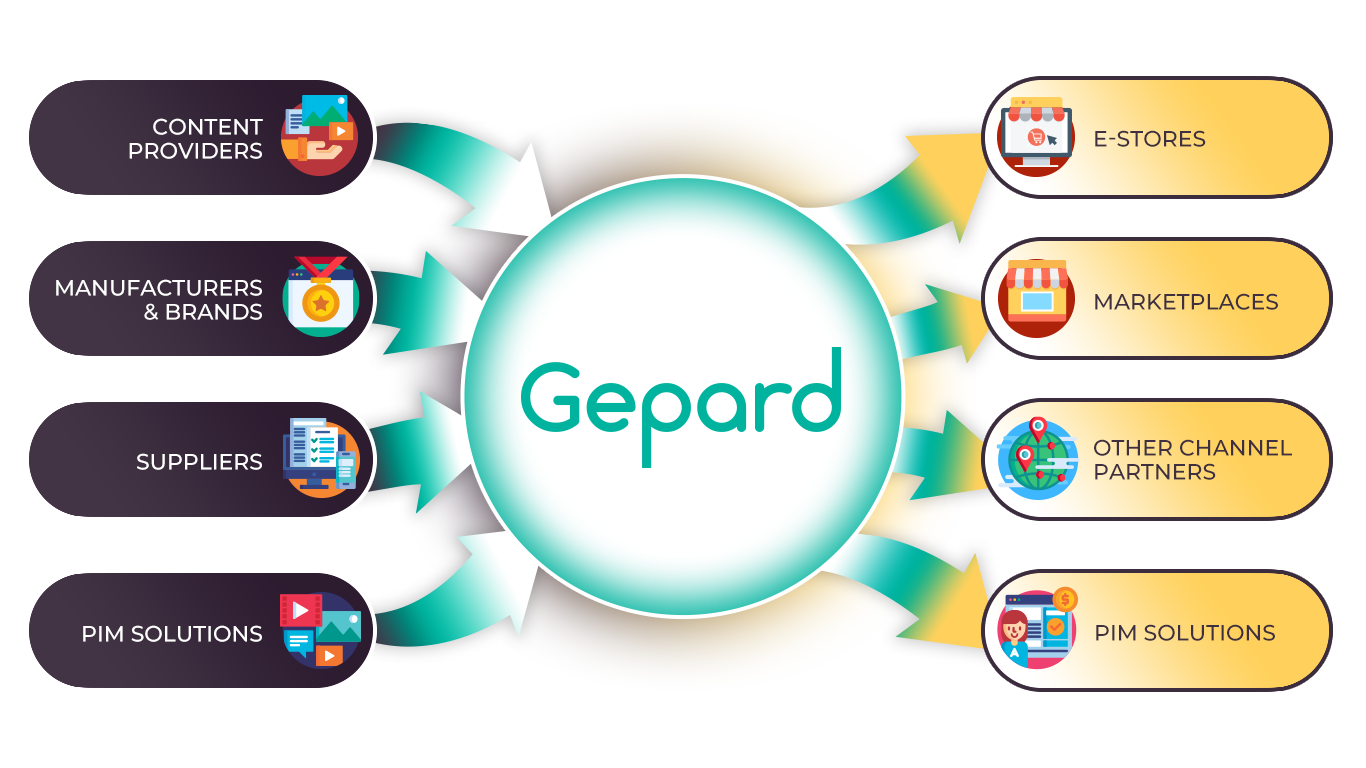 CONTENT
PROVIDERS
MANUFACTURERS
& BRANDS
SUPPLIERS
PIM SOLUTIONS
Gepard
E-STORES
MARKETPLACES
OTHER CHANNEL
PARTNERS
PIM SOLUTIONS